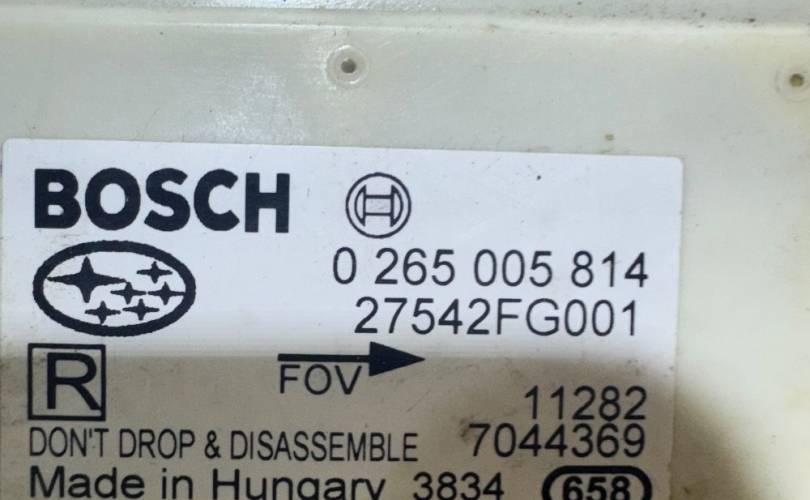 BOSCH
0 265 005 814
27542FG001
R
FOV
11282
DON'T DROP & DISASSEMBLE 7044369
Made in Hungary 3834 658